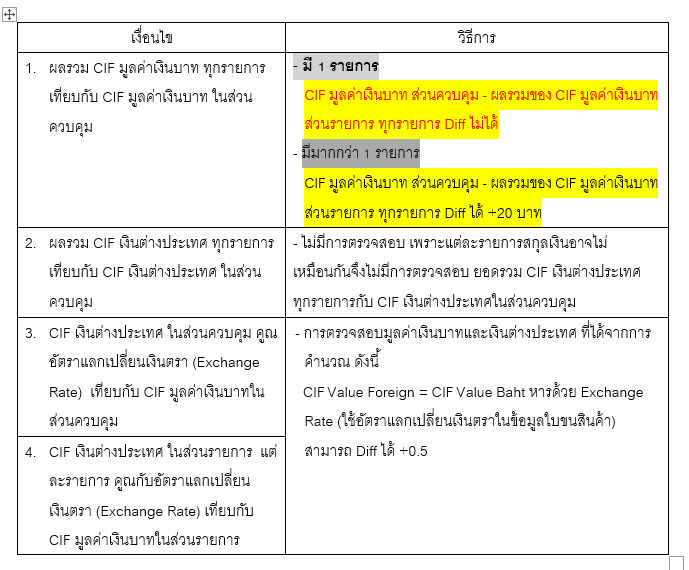 เงื่อนไข
วิธีการ
1. ผลรวม CIF มูลค่าเงินบาท ทุกรายการ
เทียบกับ CIF มูลค่าเงินบาท ในส่วน
ควบคุม
- มี 1 รายการ
CIF มูลค่าเงินบาท ส่วนควบคุม - ผลรวมของ CIF มูลค่าเงินบาท
ส่วนรายการ ทุกรายการ Diff ไม่ได้
- มีมากกว่า 1 รายการ
CIF มูลค่าเงินบาท ส่วนควบคุม - ผลรวมของ CIF มูลค่าเงินบาท
ส่วนรายการ ทุกรายการ Diff ได้ +20 บาท
2. ผลรวม CIF เงินต่างประเทศ ทุกรายการ
เทียบกับ CIF เงินต่างประเทศ ในส่วน
ควบคุม
- ไม่มีการตรวจสอบ เพราะแต่ละรายการสกุลเงินอาจไม่
เหมือนกันจึงไม่มีการตรวจสอบ ยอดรวม CIF เงินต่างประเทศ
ทุกรายการกับ CIF เงินต่างประเทศในส่วนควบคุม
3. CIF เงินต่างประเทศ ในส่วนควบคุม คูณ
อัตราแลกเปลี่ยนเงินตรา (Exchange
Rate) เทียบกับ CIF มูลค่าเงินบาทใน
ส่วนควบคุม
- การตรวจสอบมูลค่าเงินบาทและเงินต่างประเทศ ที่ได้จากการ
คำนวณ ดังนี้
CIF Value Foreign = CIF Value Baht หารด้วย Exchange
Rate (ใช้อัตราแลกเปลี่ยนเงินตราในข้อมูลใบขนสินค้า)
สามารถ Diff ได้ +0.5
4. CIF เงินต่างประเทศ ในส่วนรายการ แต่
ละรายการ คูณกับอัตราแลกเปลี่ยน
เงินตรา (Exchange Rate) เทียบกับ
CIF มูลค่าเงินบาทในส่วนรายการ